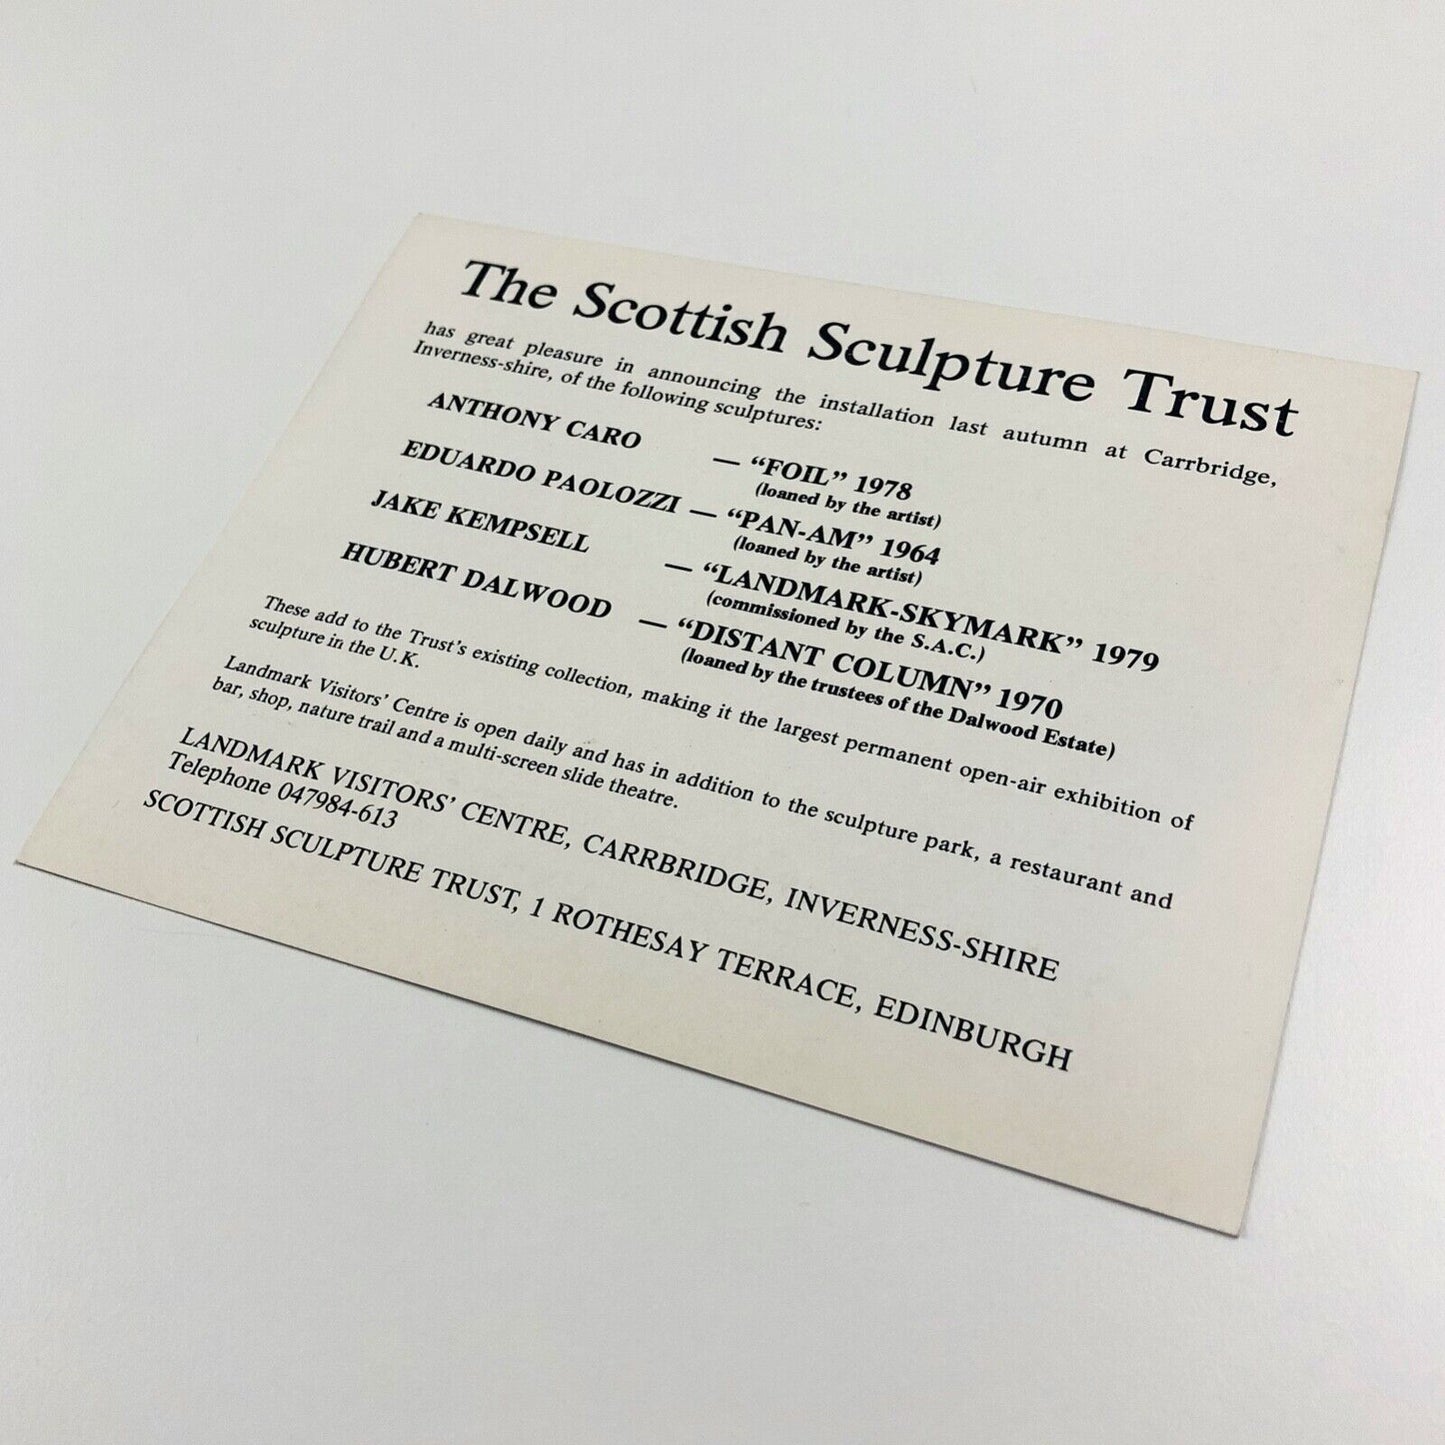 The Scottish Sculpture Trust
has great pleasure in announcing the installation last autumn at Carrbridge,
Inverness-shire, of the following sculptures:
ANTHONY CARO — “FOIL” 1978
(loaned by the artist)
EDUARDO PAOLOZZI — “PAN-AM” 1964
(loaned by the artist)
JAKE KEMPSELL — “LANDMARK-SKYMARK” 1979
(commissioned by the S.A.C.)
HUBERT DALWOOD — “DISTANT COLUMN” 1970
(loaned by the trustees of the Dalwood Estate)
These add to the Trust’s existing collection, making it the largest permanent open-air exhibition of
sculpture in the U.K.
Landmark Visitors’ Centre is open daily and has in addition to the sculpture park, a restaurant and
bar, shop, nature trail and a multi-screen slide theatre.
LANDMARK VISITORS’ CENTRE, CARRBRIDGE, INVERNESS-SHIRE
Telephone 047984-613
SCOTTISH SCULPTURE TRUST, 1 ROTHESAY TERRACE, EDINBURGH